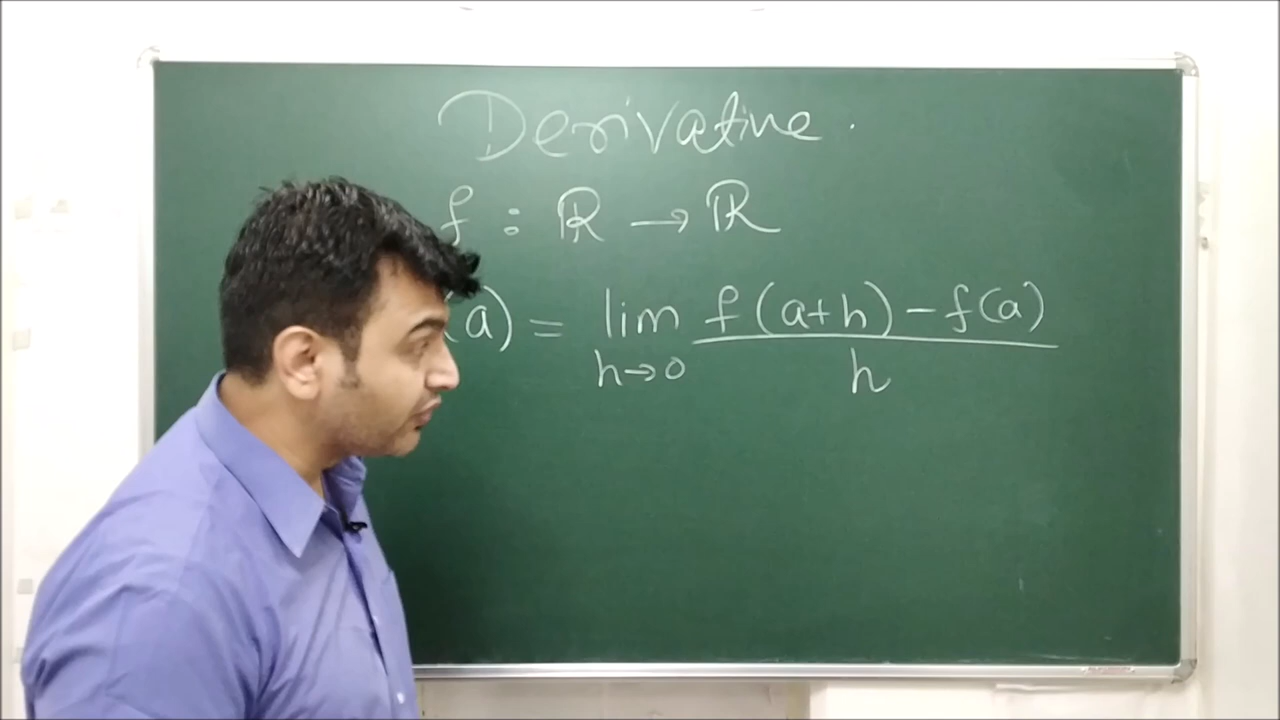 Derivative.
f : ℝ → ℝ
(a) = lim f(a+h) - f(a)
h→0 h